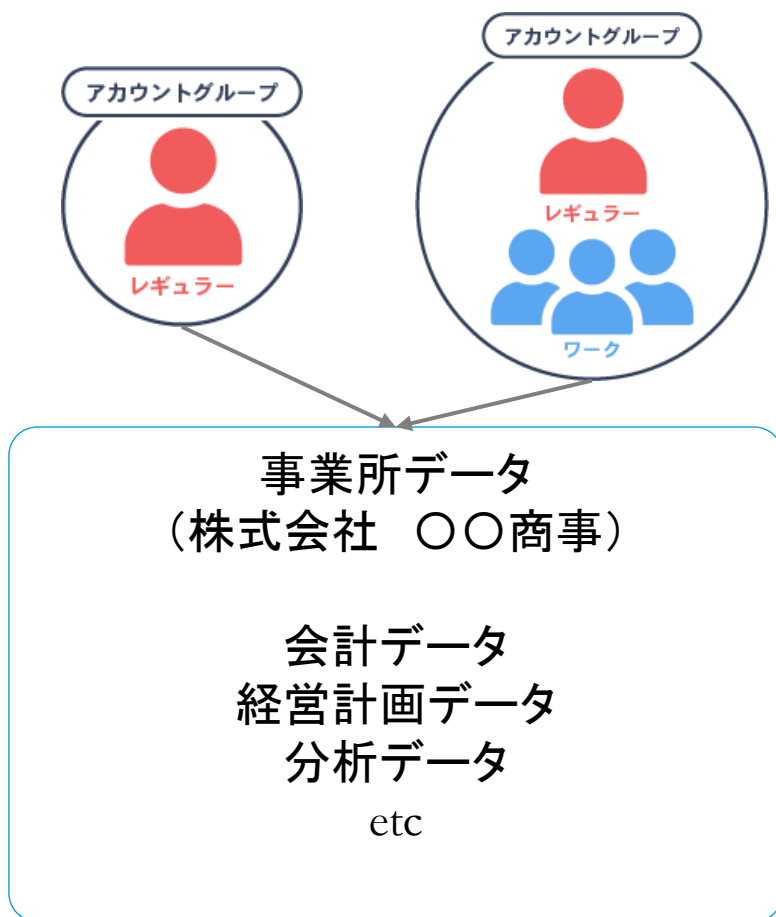 アカウントグループ
レギュラー
アカウントグループ
レギュラー
ワーク
事業所データ
（株式会社　〇〇商事）
会計データ
経営計画データ
分析データ
etc